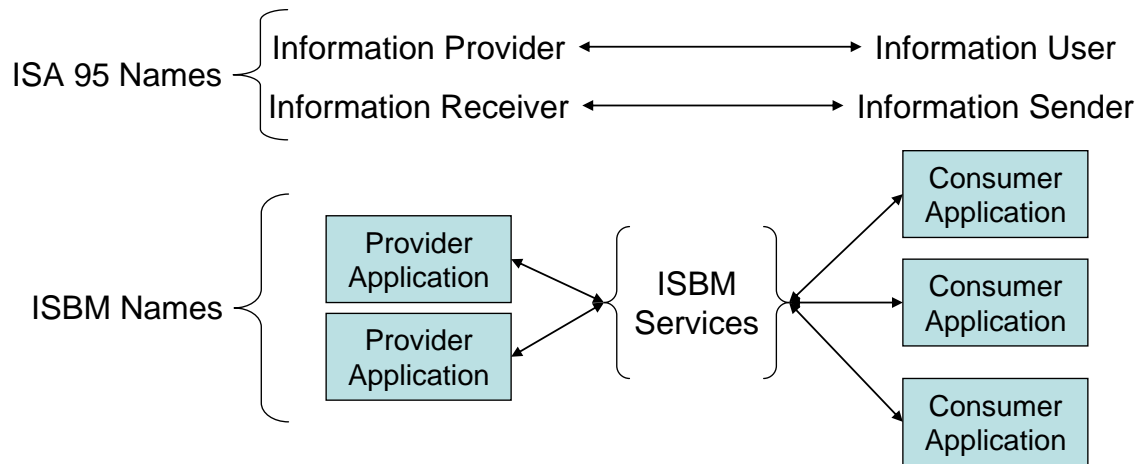 ISA 95 Names
Information Provider
Information User
Information Receiver
Information Sender
ISBM Names
Provider
Application
Provider
Application
ISBM
Services
Consumer
Application
Consumer
Application
Consumer
Application